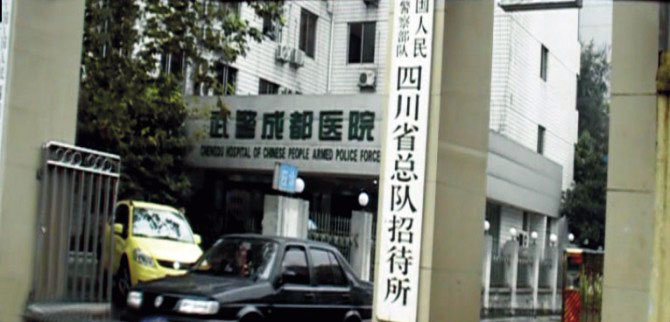 武警成都医院
CHENGDU HOSPITAL OF CHINESE PEOPLE ARMED POLICE FORCE
国人民
警察部队
四川省总队招待所